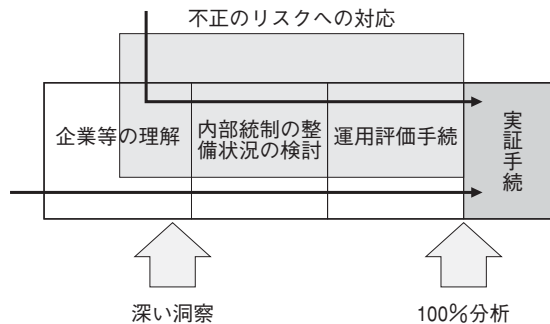 不正のリスクへの対応
企業等の理解
内部統制の整
備状況の検討
運用評価手続
実証手続
深い洞察
100%分析